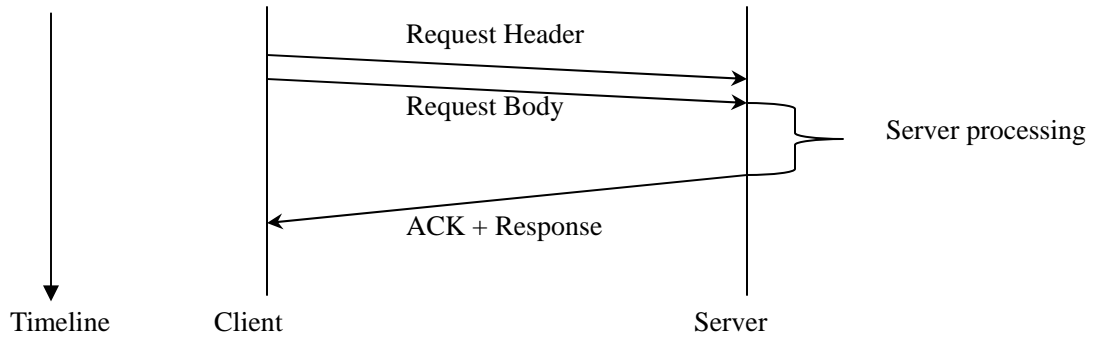 Request Header
Request Body
Server processing
ACK + Response
Timeline
Client
Server